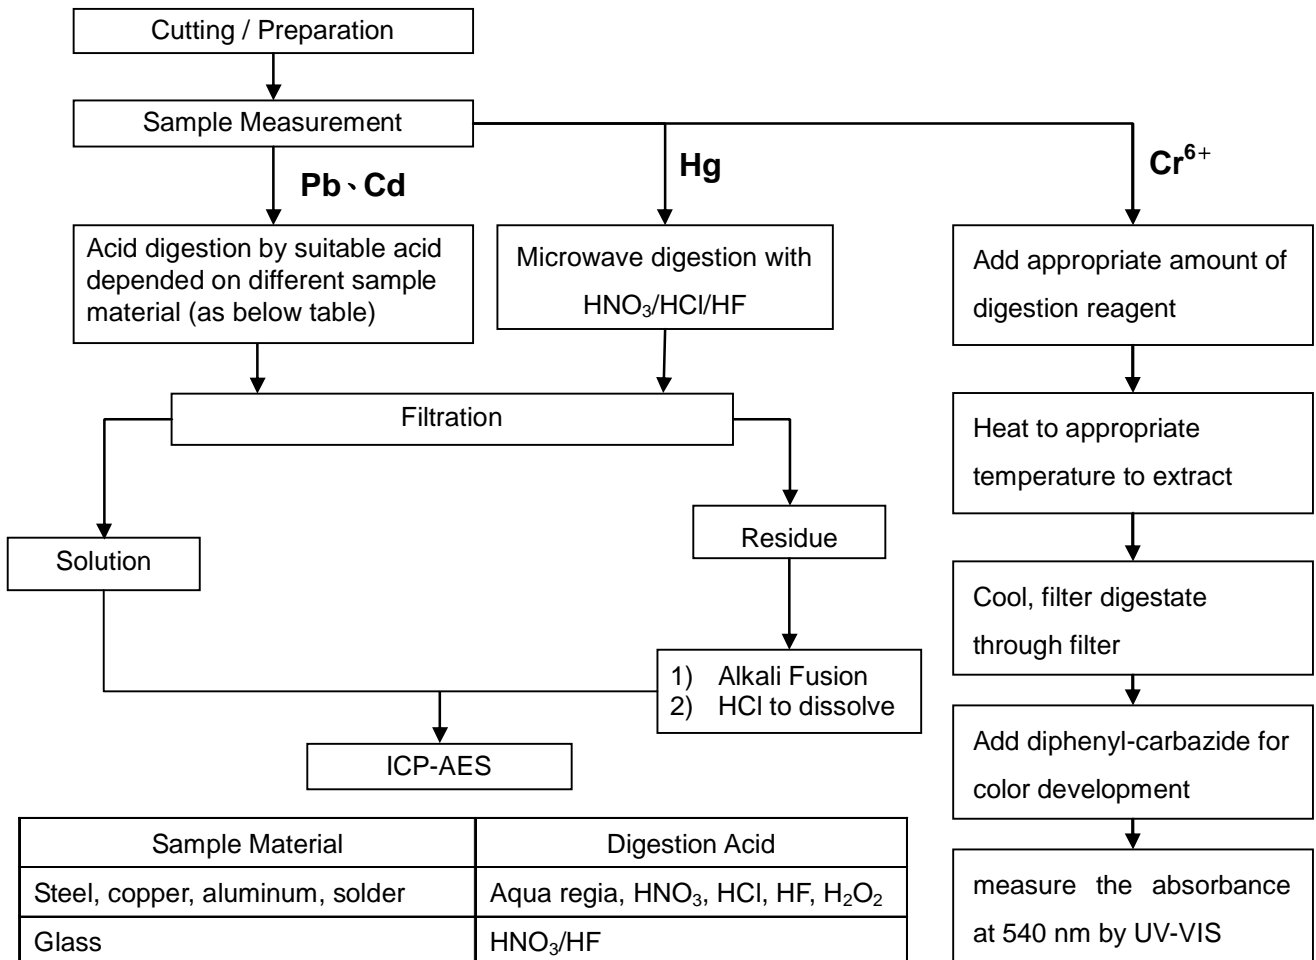 Cutting / Preparation
Sample Measurement
Pb、Cd
Hg
Cr⁶⁺
Acid digestion by suitable acid
depended on different sample
material (as below table)
Microwave digestion with
HNO₃/HCl/HF
Add appropriate amount of
digestion reagent
Filtration
Heat to appropriate
temperature to extract
Solution
Residue
Cool, filter digestate
through filter
1) Alkali Fusion
2) HCl to dissolve
ICP-AES
Add diphenyl-carbazide for
color development
Sample Material Digestion Acid
Steel, copper, aluminum, solder Aqua regia, HNO₃, HCl, HF, H₂O₂
Glass HNO₃/HF
measure the absorbance
at 540 nm by UV-VIS